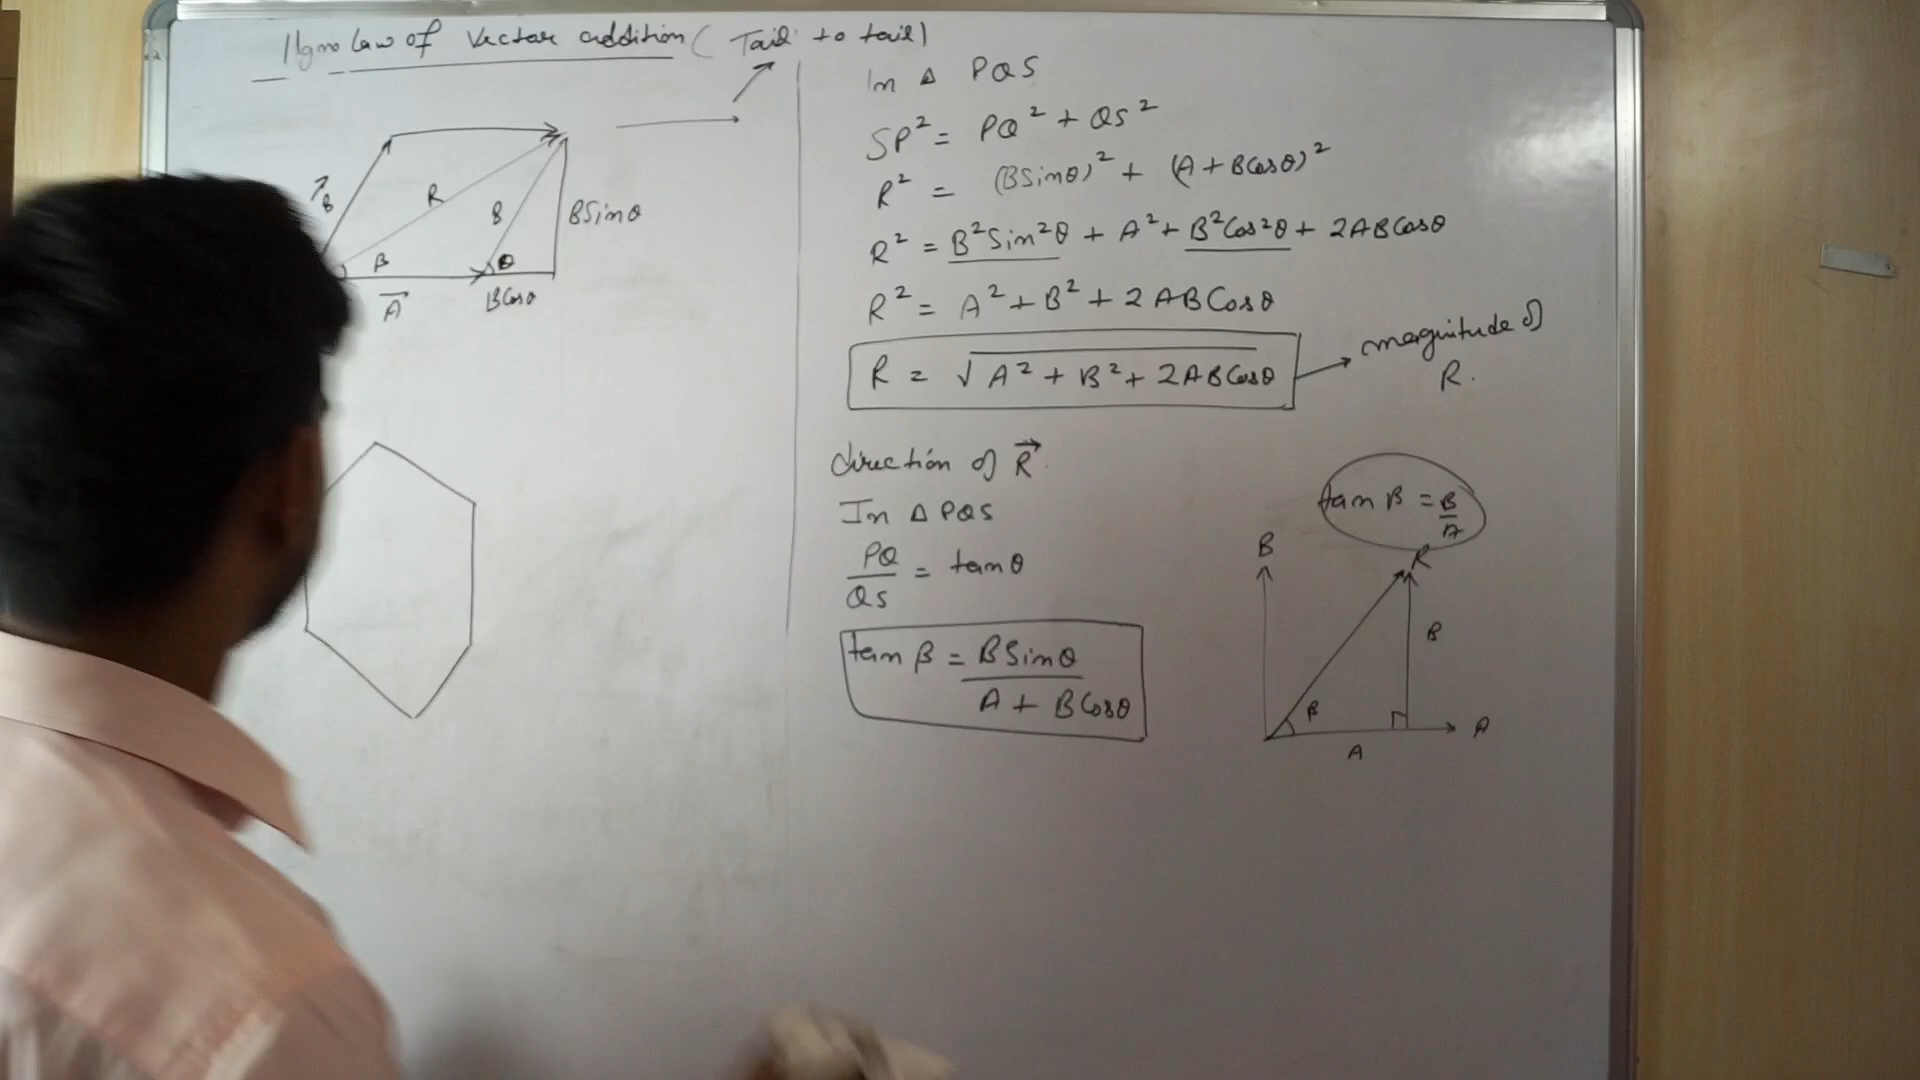 ||gm law of Vector addition (Tail to tail)
B
R
B
BSinθ
β
θ
A
BCosθ
In Δ PQS
SP² = PQ² + QS²
R² = (BSinθ)² + (A + BCosθ)²
R² = B²Sin²θ + A² + B²Cos²θ + 2ABCosθ
R² = A² + B² + 2ABCosθ
R = √A² + B² + 2ABCosθ
magnitude of
R.
direction of R.
In Δ PQS
PQ/QS = tanθ
tan β = BSinθ / A + BCosθ
tan β = B/A
B
R
B
β
A
A